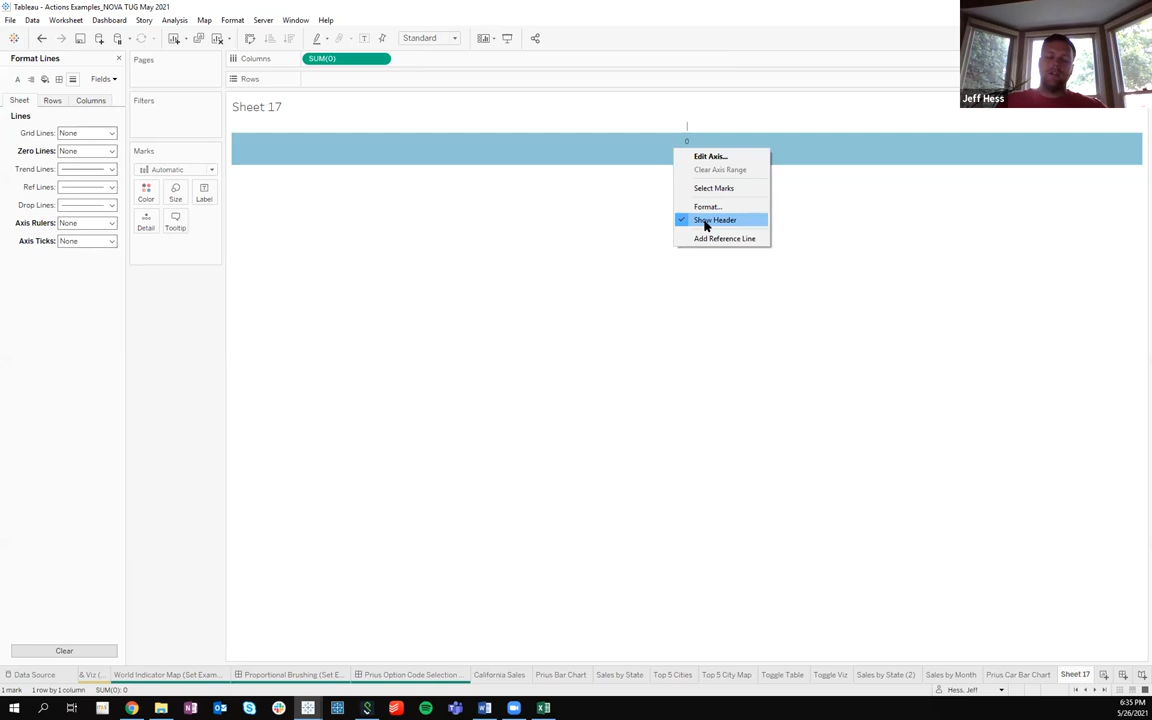 Tableau - Actions Examples_NOVA TUG May 2021
File Data Worksheet Dashboard Story Analysis Map Format Server Window Help
Standard
Format Lines
Fields
Sheet Rows Columns
Lines
Grid Lines: None
Zero Lines: None
Trend Lines:
Ref Lines:
Drop Lines:
Axis Rulers: None
Axis Ticks: None
Clear
Pages
Filters
Marks
Automatic
Color Size Label
Detail Tooltip
Columns SUM(0)
Rows
Sheet 17
0
Edit Axis...
Clear Axis Range
Select Marks
Format...
Show Header
Add Reference Line
Jeff Hess
Data Source & Viz (... World Indicator Map (Set Exam... Proportional Brushing (Set E... Prius Option Code Selection ... California Sales Prius Bar Chart Sales by State Top 5 Cities Top 5 City Map Toggle Table Toggle Viz Sales by State (2) Sales by Month Prius Car Bar Chart Sheet 17
1 mark 1 row by 1 column SUM(0): 0 Hess, Jeff
6:35 PM
5/26/2021